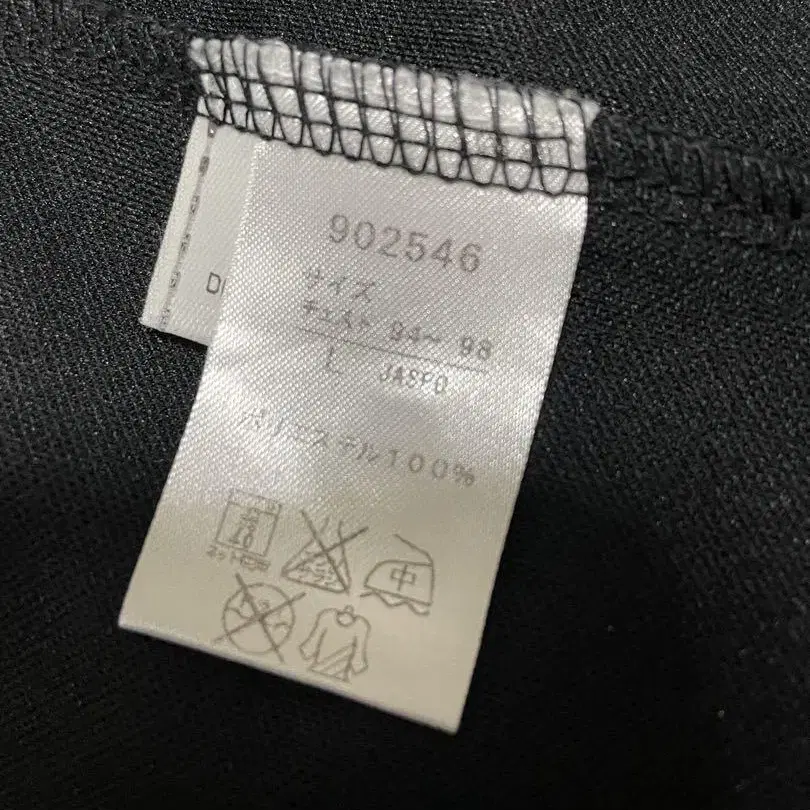 902546
サイズ
チェスト 94～ 98
L JASPO
ポリエステル100%
中